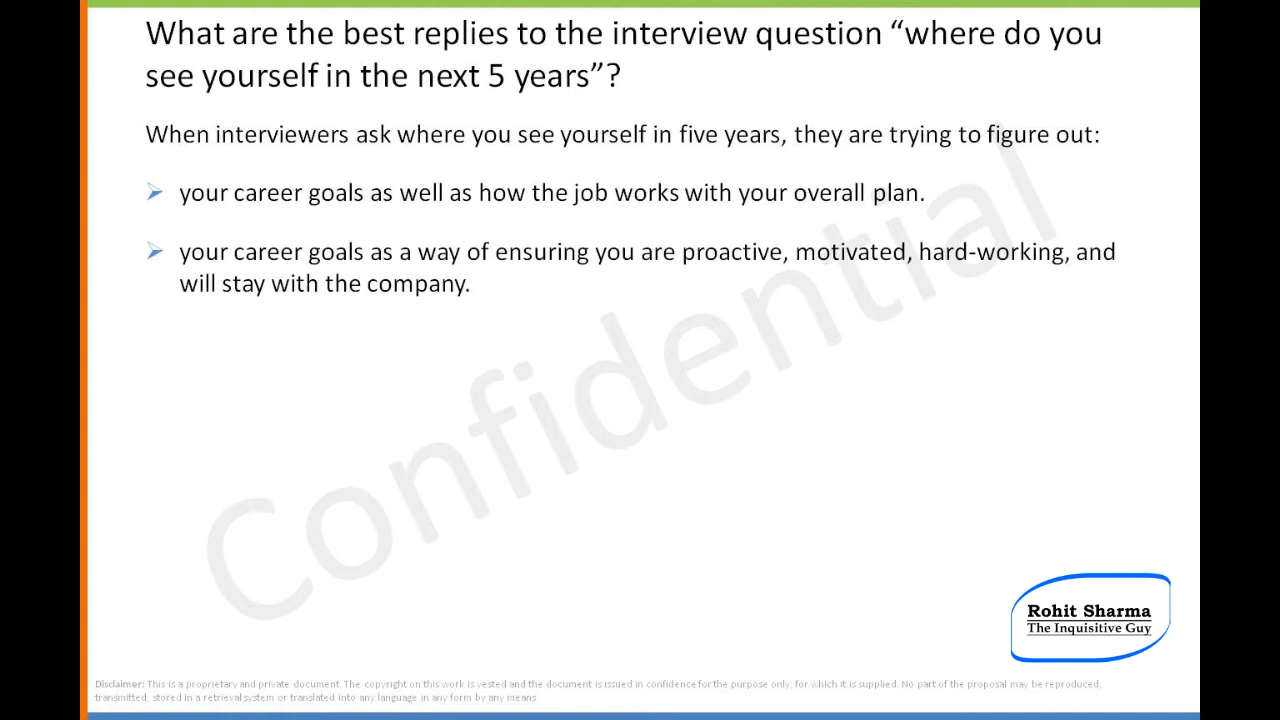 What are the best replies to the interview question “where do you
see yourself in the next 5 years”?
When interviewers ask where you see yourself in five years, they are trying to figure out:
your career goals as well as how the job works with your overall plan.
your career goals as a way of ensuring you are proactive, motivated, hard-working, and
will stay with the company.
Confidential
Rohit Sharma
The Inquisitive Guy
Disclaimer: This is a proprietary and private document. The copyright on this work is vested and the document is issued in confidence for the purpose only, for which it is supplied. No part of the proposal may be reproduced,
transmitted, stored in a retrieval system or translated into any language in any form by any means